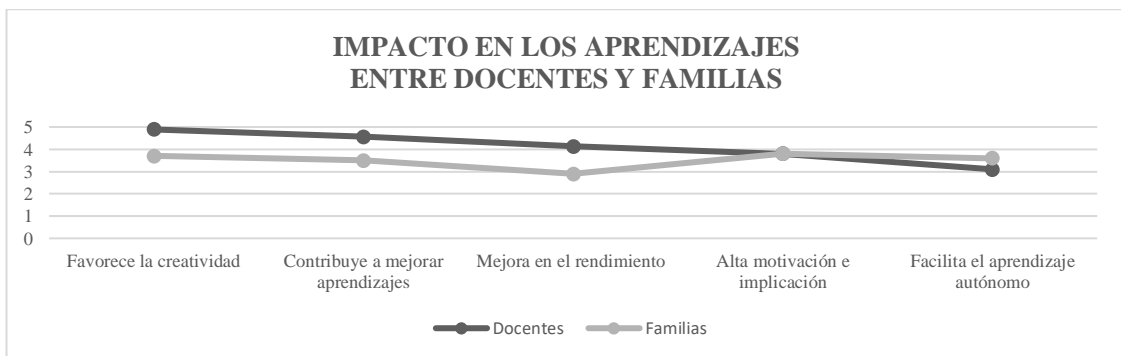 IMPACTO EN LOS APRENDIZAJES
ENTRE DOCENTES Y FAMILIAS
5
4
3
2
1
0
Favorece la creatividad
Contribuye a mejorar
aprendizajes
Mejora en el rendimiento
Alta motivación e
implicación
Facilita el aprendizaje
autónomo
Docentes
Familias